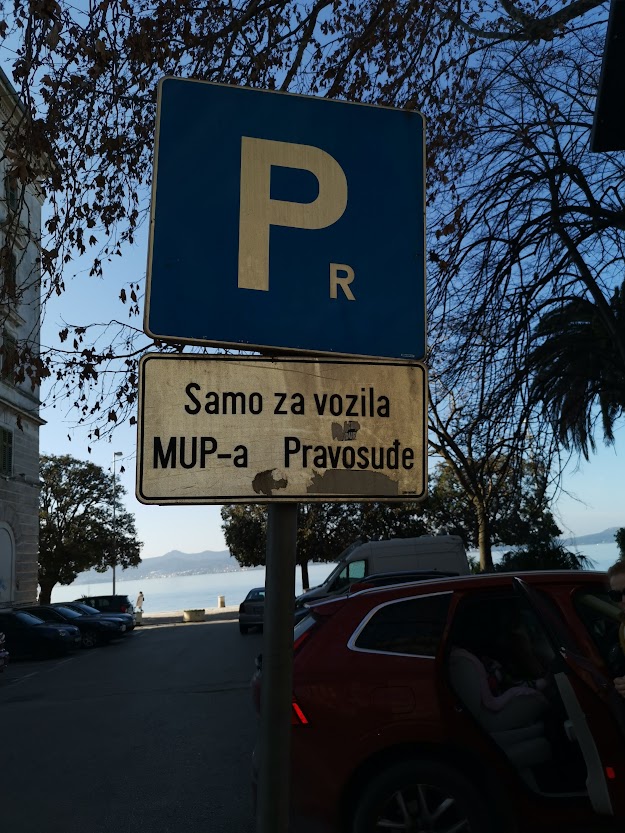 P
R
Samo za vozila
MUP-a Pravosuđe